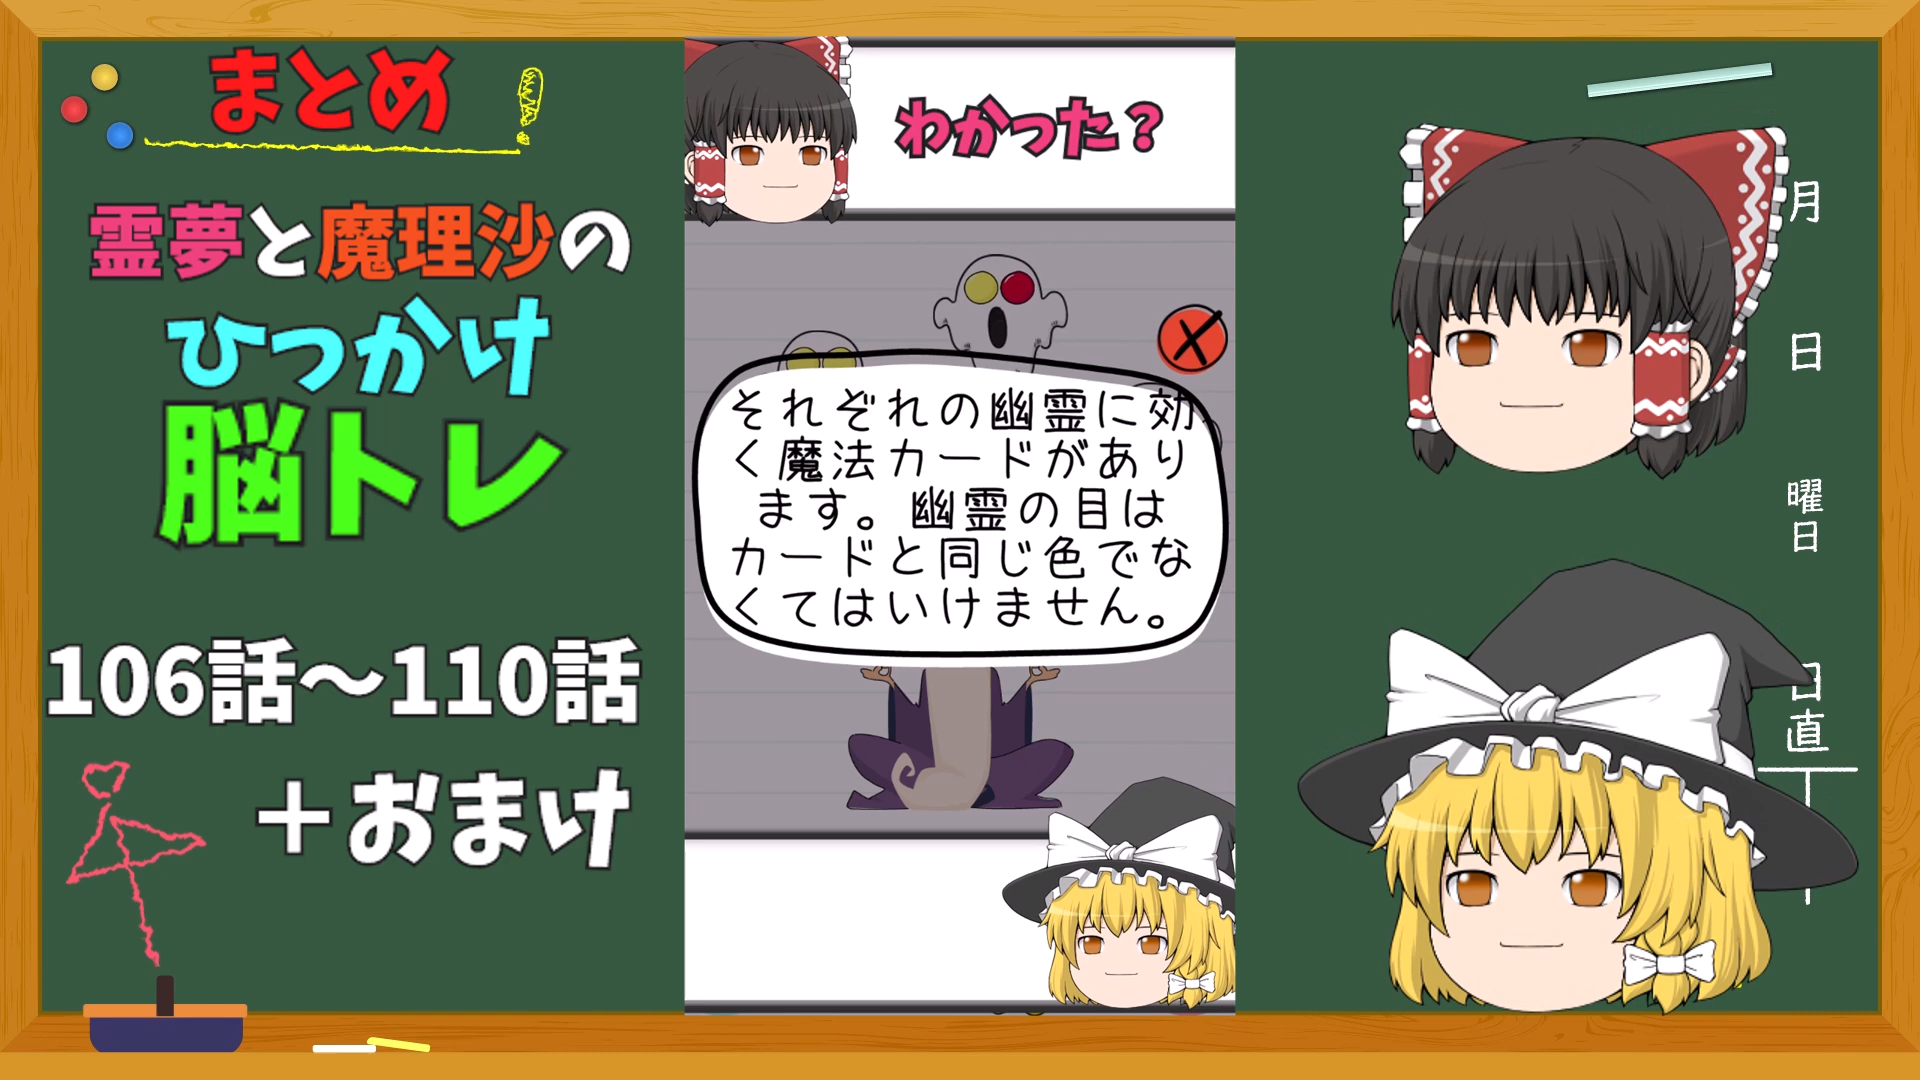 まとめ
霊夢と魔理沙の
ひっかけ
脳トレ
106話～110話
＋おまけ
わかった？
それぞれの幽霊に効
く魔法カードがあり
ます。幽霊の目は
カードと同じ色でな
くてはいけません。
月
日
曜日
日直